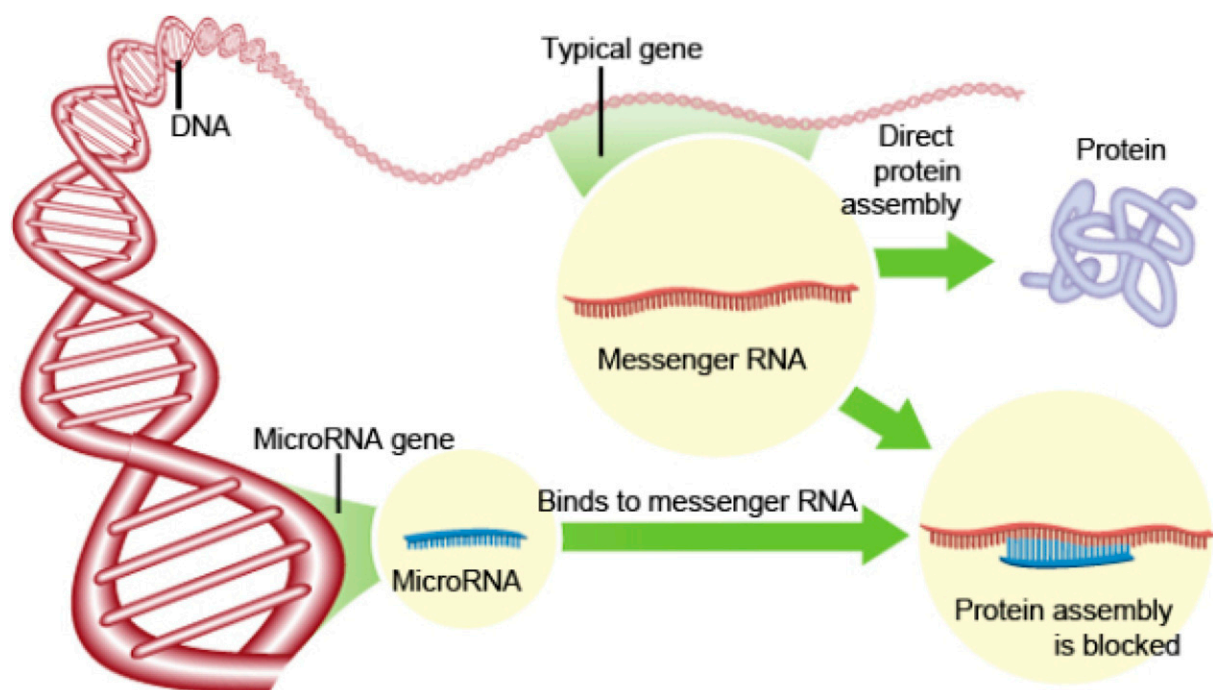 Typical gene
DNA
Direct
protein
assembly
Protein
Messenger RNA
MicroRNA gene
Binds to messenger RNA
MicroRNA
Protein assembly
is blocked